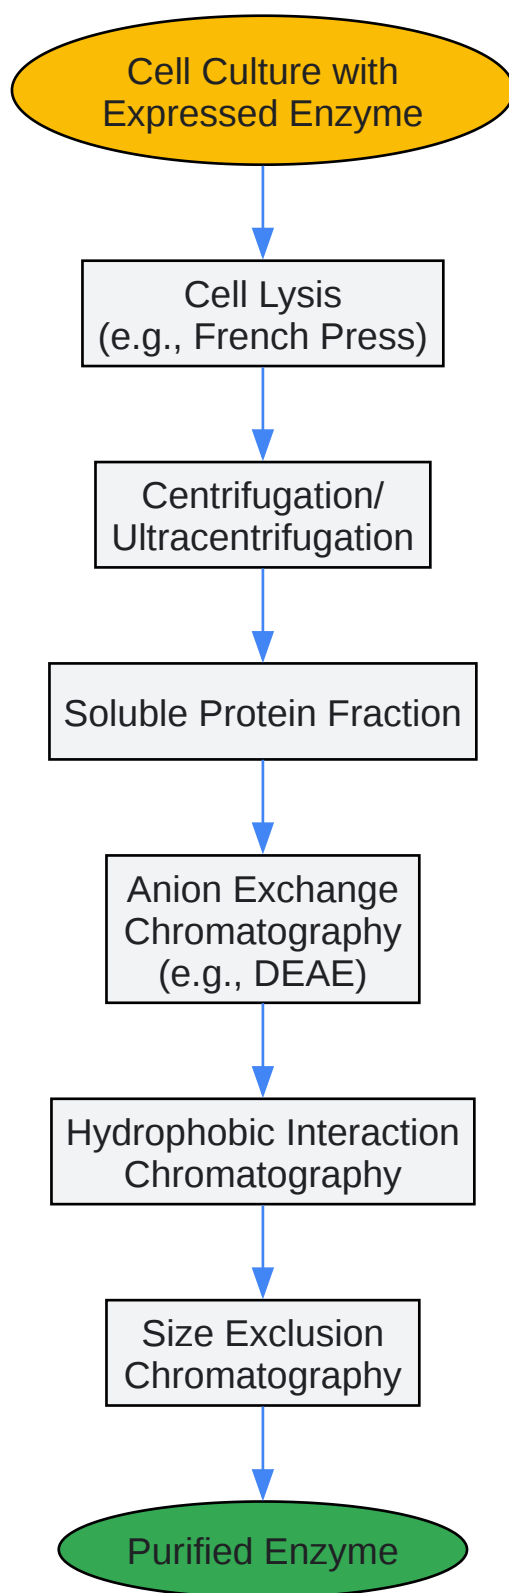 Cell Culture with
Expressed Enzyme
Cell Lysis
(e.g., French Press)
Centrifugation/
Ultracentrifugation
Soluble Protein Fraction
Anion Exchange
Chromatography
(e.g., DEAE)
Hydrophobic Interaction
Chromatography
Size Exclusion
Chromatography
Purified Enzyme